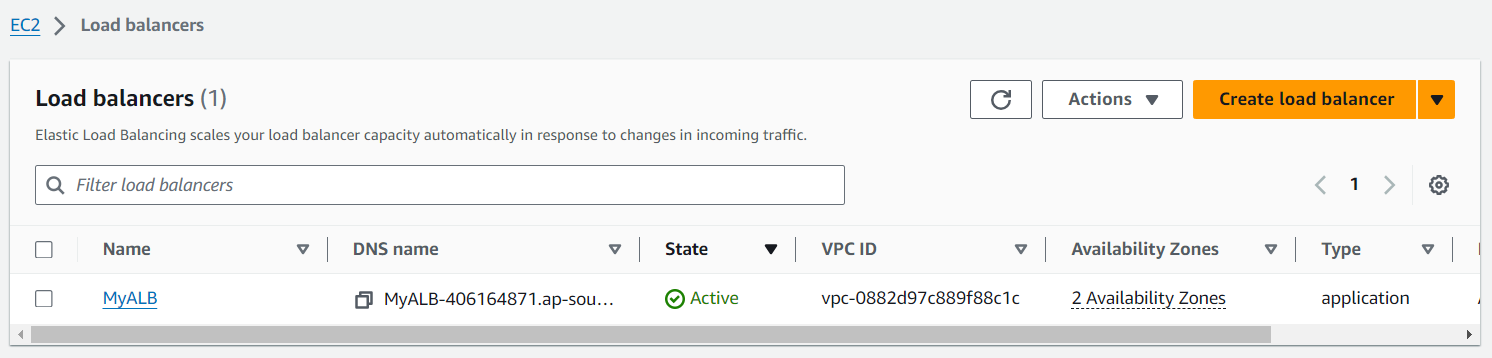 EC2 > Load balancers
Load balancers (1)
Actions
Create load balancer
Elastic Load Balancing scales your load balancer capacity automatically in response to changes in incoming traffic.
Filter load balancers
1
Name DNS name State VPC ID Availability Zones Type
MyALB MyALB-406164871.ap-sou... Active vpc-0882d97c889f88c1c 2 Availability Zones application